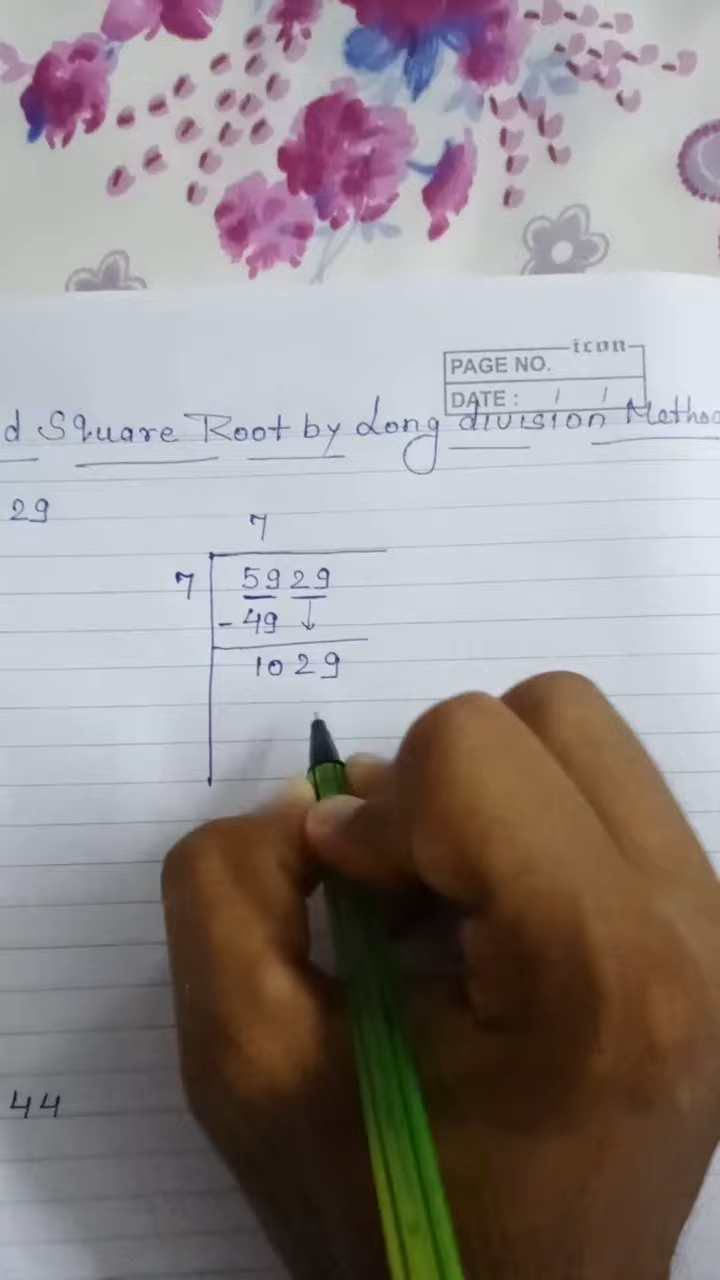 icon
PAGE NO.
DATE : / /
d Square Root by Long division Metho
29
7
7 5929
- 49 ↓
1029
44